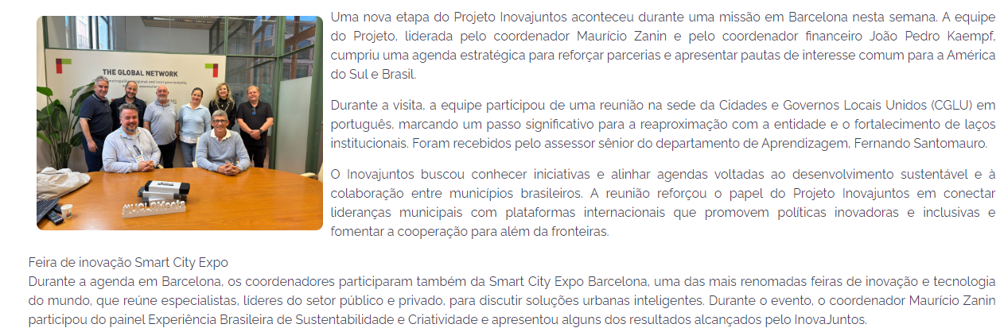 Uma nova etapa do Projeto Inovajuntos aconteceu durante uma missão em Barcelona nesta semana. A equipe
do Projeto, liderada pelo coordenador Maurício Zanin e pelo coordenador financeiro João Pedro Kaempf,
cumpriu uma agenda estratégica para reforçar parcerias e apresentar pautas de interesse comum para a América
do Sul e Brasil.
Durante a visita, a equipe participou de uma reunião na sede da Cidades e Governos Locais Unidos (CGLU) em
português, marcando um passo significativo para a reaproximação com a entidade e o fortalecimento de laços
institucionais. Foram recebidos pelo assessor sênior do departamento de Aprendizagem, Fernando Santomauro.
O Inovajuntos buscou conhecer iniciativas e alinhar agendas voltadas ao desenvolvimento sustentável e à
colaboração entre municípios brasileiros. A reunião reforçou o papel do Projeto Inovajuntos em conectar
lideranças municipais com plataformas internacionais que promovem políticas inovadoras e inclusivas e
fomentar a cooperação para além da fronteiras.
THE GLOBAL NETWORK
regional and local governments,
#UCLGMeets
Feira de inovação Smart City Expo
Durante a agenda em Barcelona, os coordenadores participaram também da Smart City Expo Barcelona, uma das mais renomadas feiras de inovação e tecnologia
do mundo, que reúne especialistas, líderes do setor público e privado, para discutir soluções urbanas inteligentes. Durante o evento, o coordenador Maurício Zanin
participou do painel Experiência Brasileira de Sustentabilidade e Criatividade e apresentou alguns dos resultados alcançados pelo InovaJuntos.